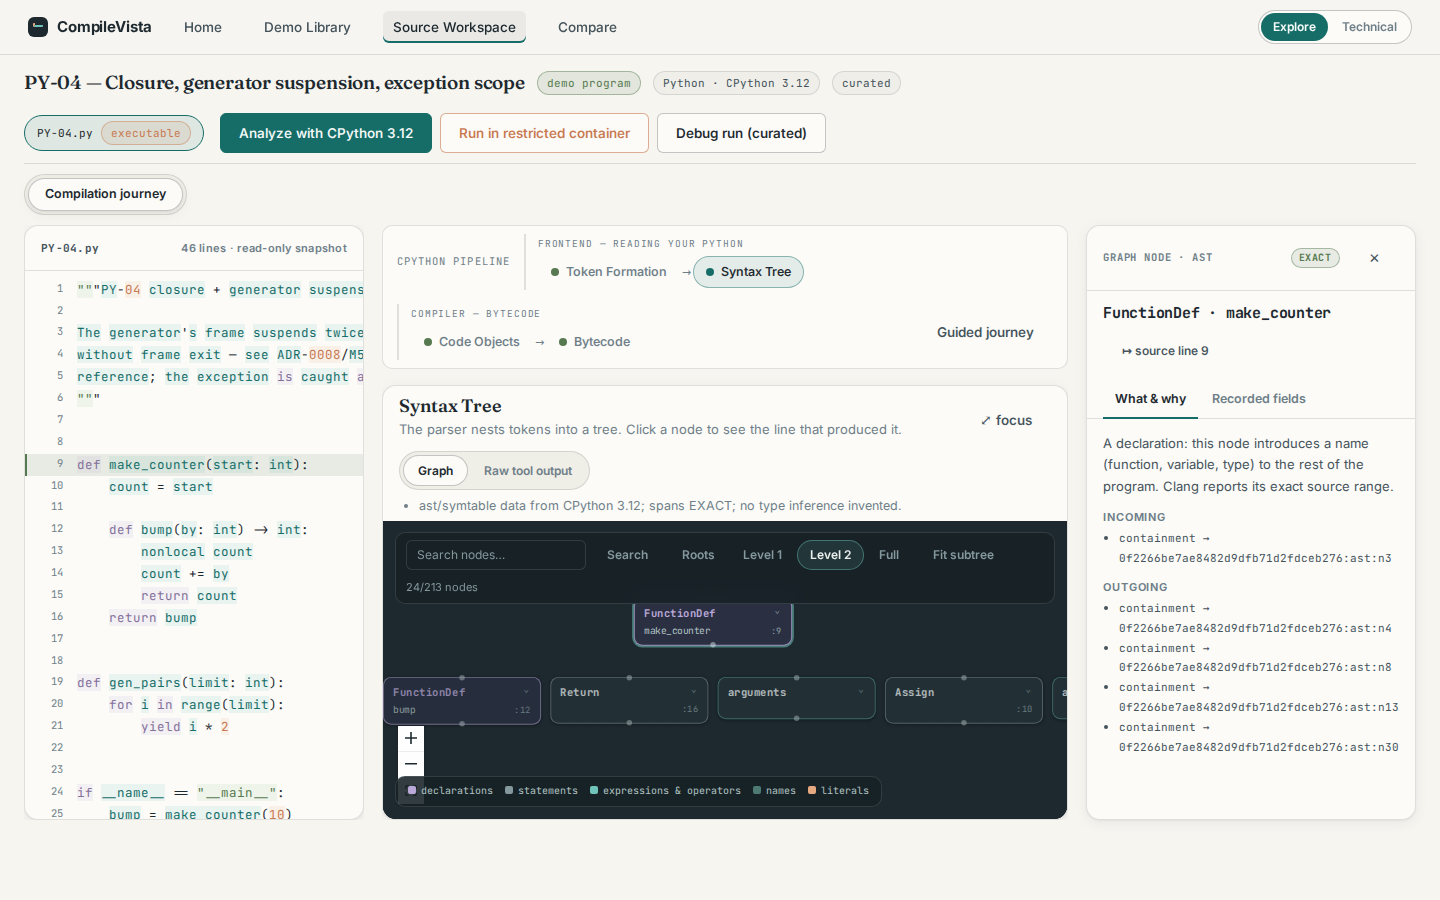 CompileVista
Home
Demo Library
Source Workspace
Compare
Explore
Technical
PY-04 — Closure, generator suspension, exception scope
demo program
Python · CPython 3.12
curated
PY-04.py
executable
Analyze with CPython 3.12
Run in restricted container
Debug run (curated)
Compilation journey
PY-04.py
46 lines · read-only snapshot
1 """PY-04 closure + generator suspens
2
3 The generator's frame suspends twice
4 without frame exit — see ADR-0008/M5
5 reference; the exception is caught a
6 """
7
8
9 def make_counter(start: int):
10 count = start
11
12 def bump(by: int) -> int:
13 nonlocal count
14 count += by
15 return count
16 return bump
17
18
19 def gen_pairs(limit: int):
20 for i in range(limit):
21 yield i * 2
22
23
24 if __name__ == "__main__":
25 bump = make_counter(10)
CPYTHON PIPELINE
FRONTEND — READING YOUR PYTHON
Token Formation → Syntax Tree
COMPILER — BYTECODE
Code Objects → Bytecode
Guided journey
Syntax Tree
The parser nests tokens into a tree. Click a node to see the line that produced it.
⤢ focus
Graph
Raw tool output
• ast/symtable data from CPython 3.12; spans EXACT; no type inference invented.
Search nodes...
Search
Roots
Level 1
Level 2
Full
Fit subtree
24/213 nodes
FunctionDef
make_counter :9
FunctionDef
bump :12
Return
:16
arguments
Assign
:10
a
+
−
declarations
statements
expressions & operators
names
literals
GRAPH NODE · AST
EXACT
×
FunctionDef · make_counter
↦ source line 9
What & why
Recorded fields
A declaration: this node introduces a name
(function, variable, type) to the rest of the
program. Clang reports its exact source range.
INCOMING
• containment →
0f2266be7ae8482d9dfb71d2fdceb276:ast:n3
OUTGOING
• containment →
0f2266be7ae8482d9dfb71d2fdceb276:ast:n4
• containment →
0f2266be7ae8482d9dfb71d2fdceb276:ast:n8
• containment →
0f2266be7ae8482d9dfb71d2fdceb276:ast:n13
• containment →
0f2266be7ae8482d9dfb71d2fdceb276:ast:n30